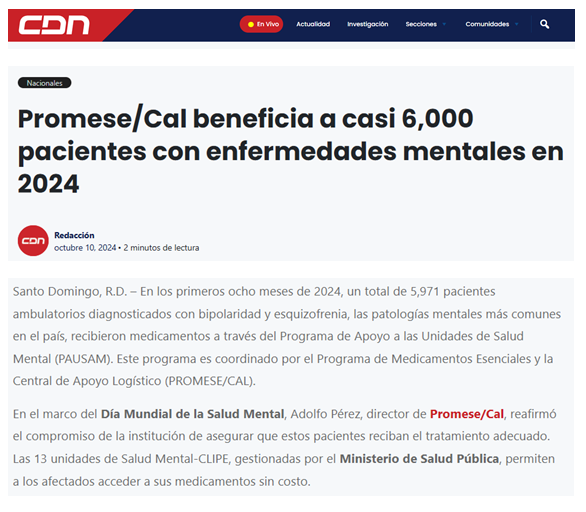 CDN
En Vivo
Actualidad
Investigación
Secciones
Comunidades
Nacionales
Promese/Cal beneficia a casi 6,000
pacientes con enfermedades mentales en
2024
CDN
Redacción
octubre 10, 2024 • 2 minutos de lectura
Santo Domingo, R.D. – En los primeros ocho meses de 2024, un total de 5,971 pacientes
ambulatorios diagnosticados con bipolaridad y esquizofrenia, las patologías mentales más comunes
en el país, recibieron medicamentos a través del Programa de Apoyo a las Unidades de Salud
Mental (PAUSAM). Este programa es coordinado por el Programa de Medicamentos Esenciales y la
Central de Apoyo Logístico (PROMESE/CAL).
En el marco del Día Mundial de la Salud Mental, Adolfo Pérez, director de Promese/Cal, reafirmó
el compromiso de la institución de asegurar que estos pacientes reciban el tratamiento adecuado.
Las 13 unidades de Salud Mental-CLIPE, gestionadas por el Ministerio de Salud Pública, permiten
a los afectados acceder a sus medicamentos sin costo.